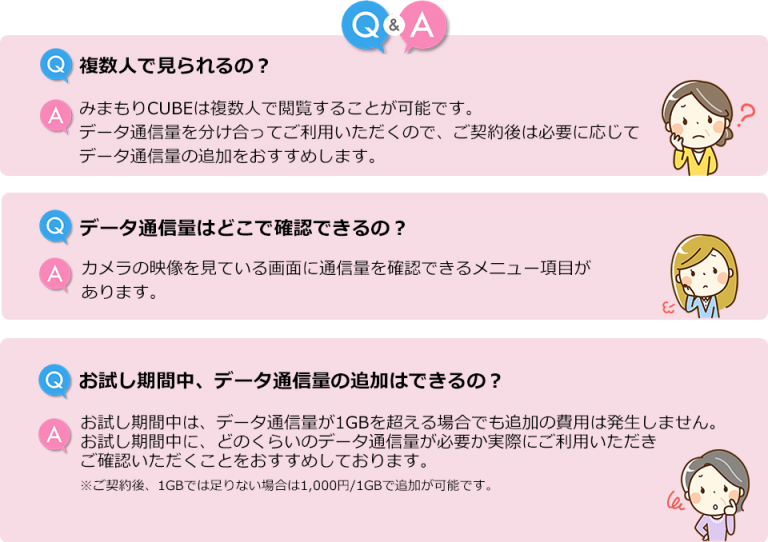 Q&A
Q 複数人で見られるの？
A みまもりCUBEは複数人で閲覧することが可能です。
データ通信量を分け合ってご利用いただくので、ご契約後は必要に応じて
データ通信量の追加をおすすめします。
?
Q データ通信量はどこで確認できるの？
A カメラの映像を見ている画面に通信量を確認できるメニュー項目が
あります。
Q お試し期間中、データ通信量の追加はできるの？
A お試し期間中は、データ通信量が1GBを超える場合でも追加の費用は発生しません。
お試し期間中に、どのくらいのデータ通信量が必要か実際にご利用いただき
ご確認いただくことをおすすめしております。
※ご契約後、1GBでは足りない場合は1,000円/1GBで追加が可能です。